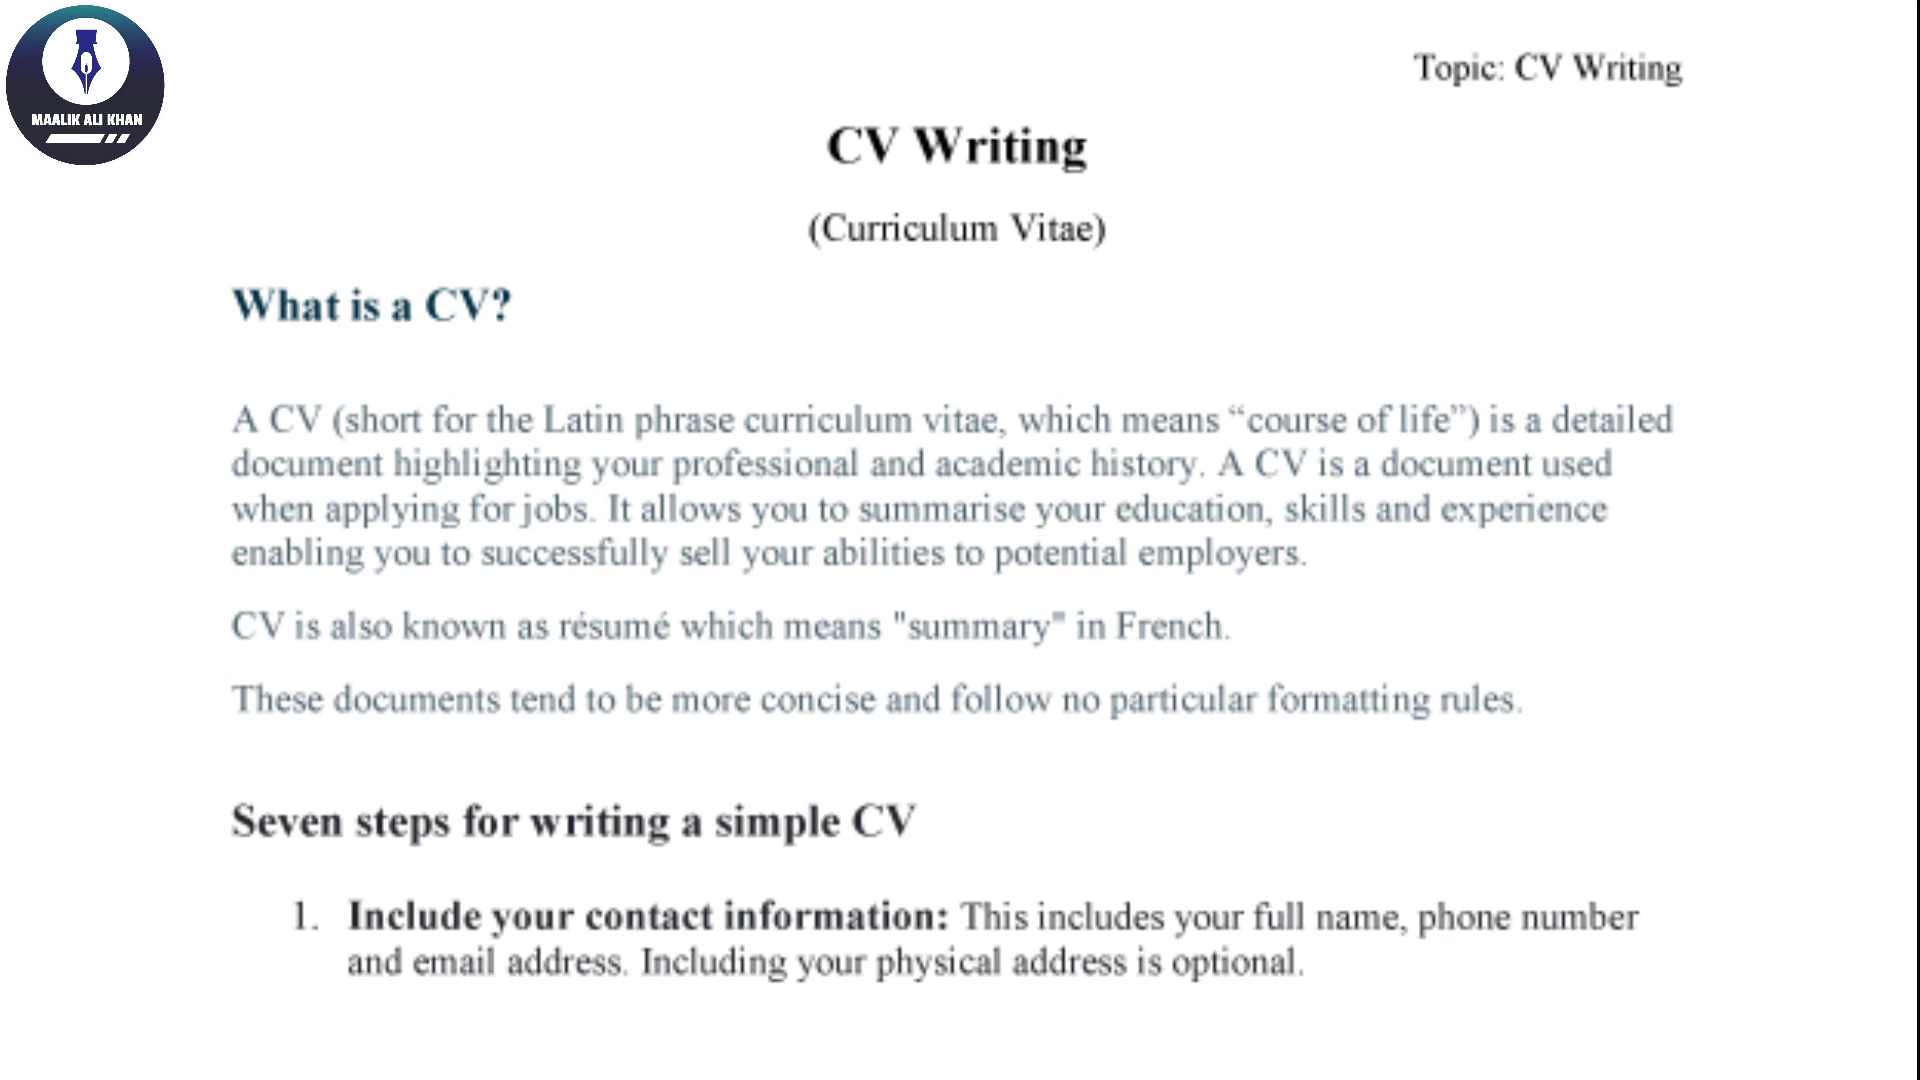 MAALIK ALI KHAN
Topic: CV Writing
CV Writing
(Curriculum Vitae)
What is a CV?
A CV (short for the Latin phrase curriculum vitae, which means “course of life”) is a detailed
document highlighting your professional and academic history. A CV is a document used
when applying for jobs. It allows you to summarise your education, skills and experience
enabling you to successfully sell your abilities to potential employers.
CV is also known as résumé which means "summary" in French.
These documents tend to be more concise and follow no particular formatting rules.
Seven steps for writing a simple CV
1. Include your contact information: This includes your full name, phone number
and email address. Including your physical address is optional.